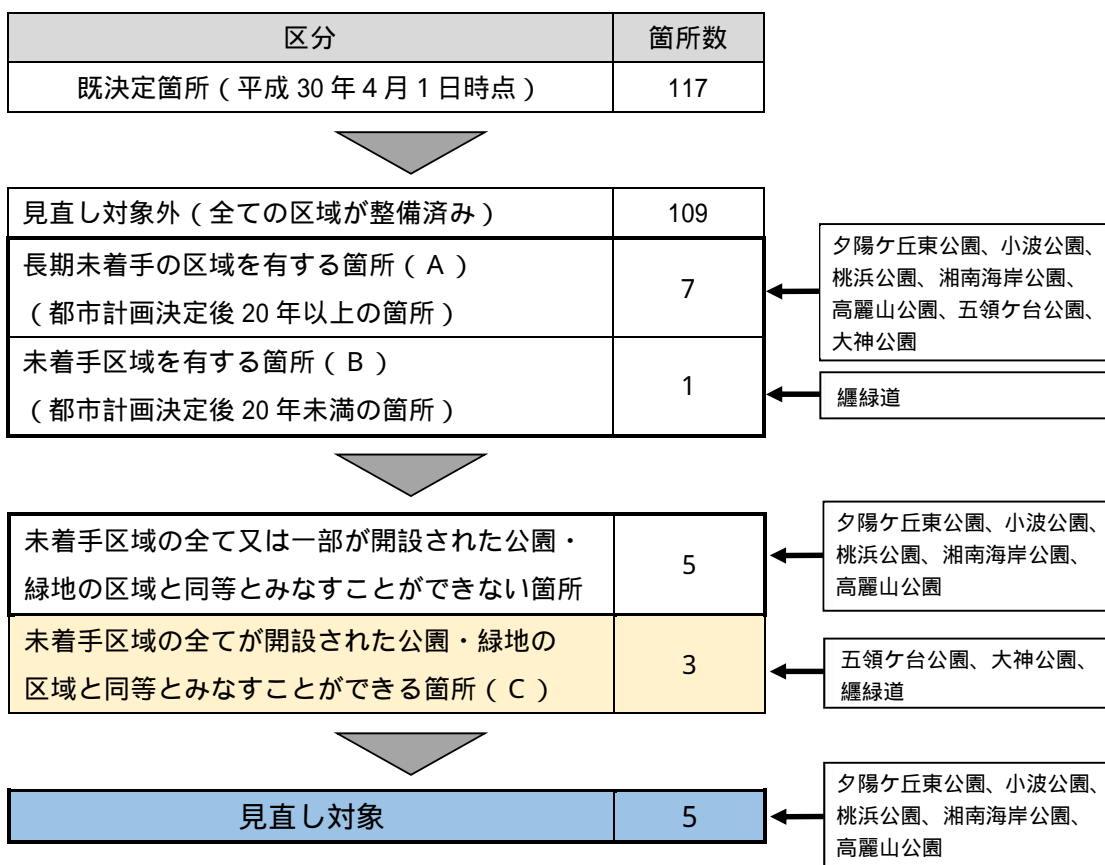 区分 箇所数
既決定箇所（平成30年4月1日時点） 117
見直し対象外（全ての区域が整備済み） 109
長期未着手の区域を有する箇所（A）
（都市計画決定後20年以上の箇所）
7
夕陽ケ丘東公園、小波公園、
桃浜公園、湘南海岸公園、
高麗山公園、五領ケ台公園、
大神公園
未着手区域を有する箇所（B）
（都市計画決定後20年未満の箇所）
1
纒緑道
未着手区域の全て又は一部が開設された公園・
緑地の区域と同等とみなすことができない箇所
5
夕陽ケ丘東公園、小波公園、
桃浜公園、湘南海岸公園、
高麗山公園
未着手区域の全てが開設された公園・緑地の
区域と同等とみなすことができる箇所（C）
3
五領ケ台公園、大神公園、
纒緑道
見直し対象 5
夕陽ケ丘東公園、小波公園、
桃浜公園、湘南海岸公園、
高麗山公園